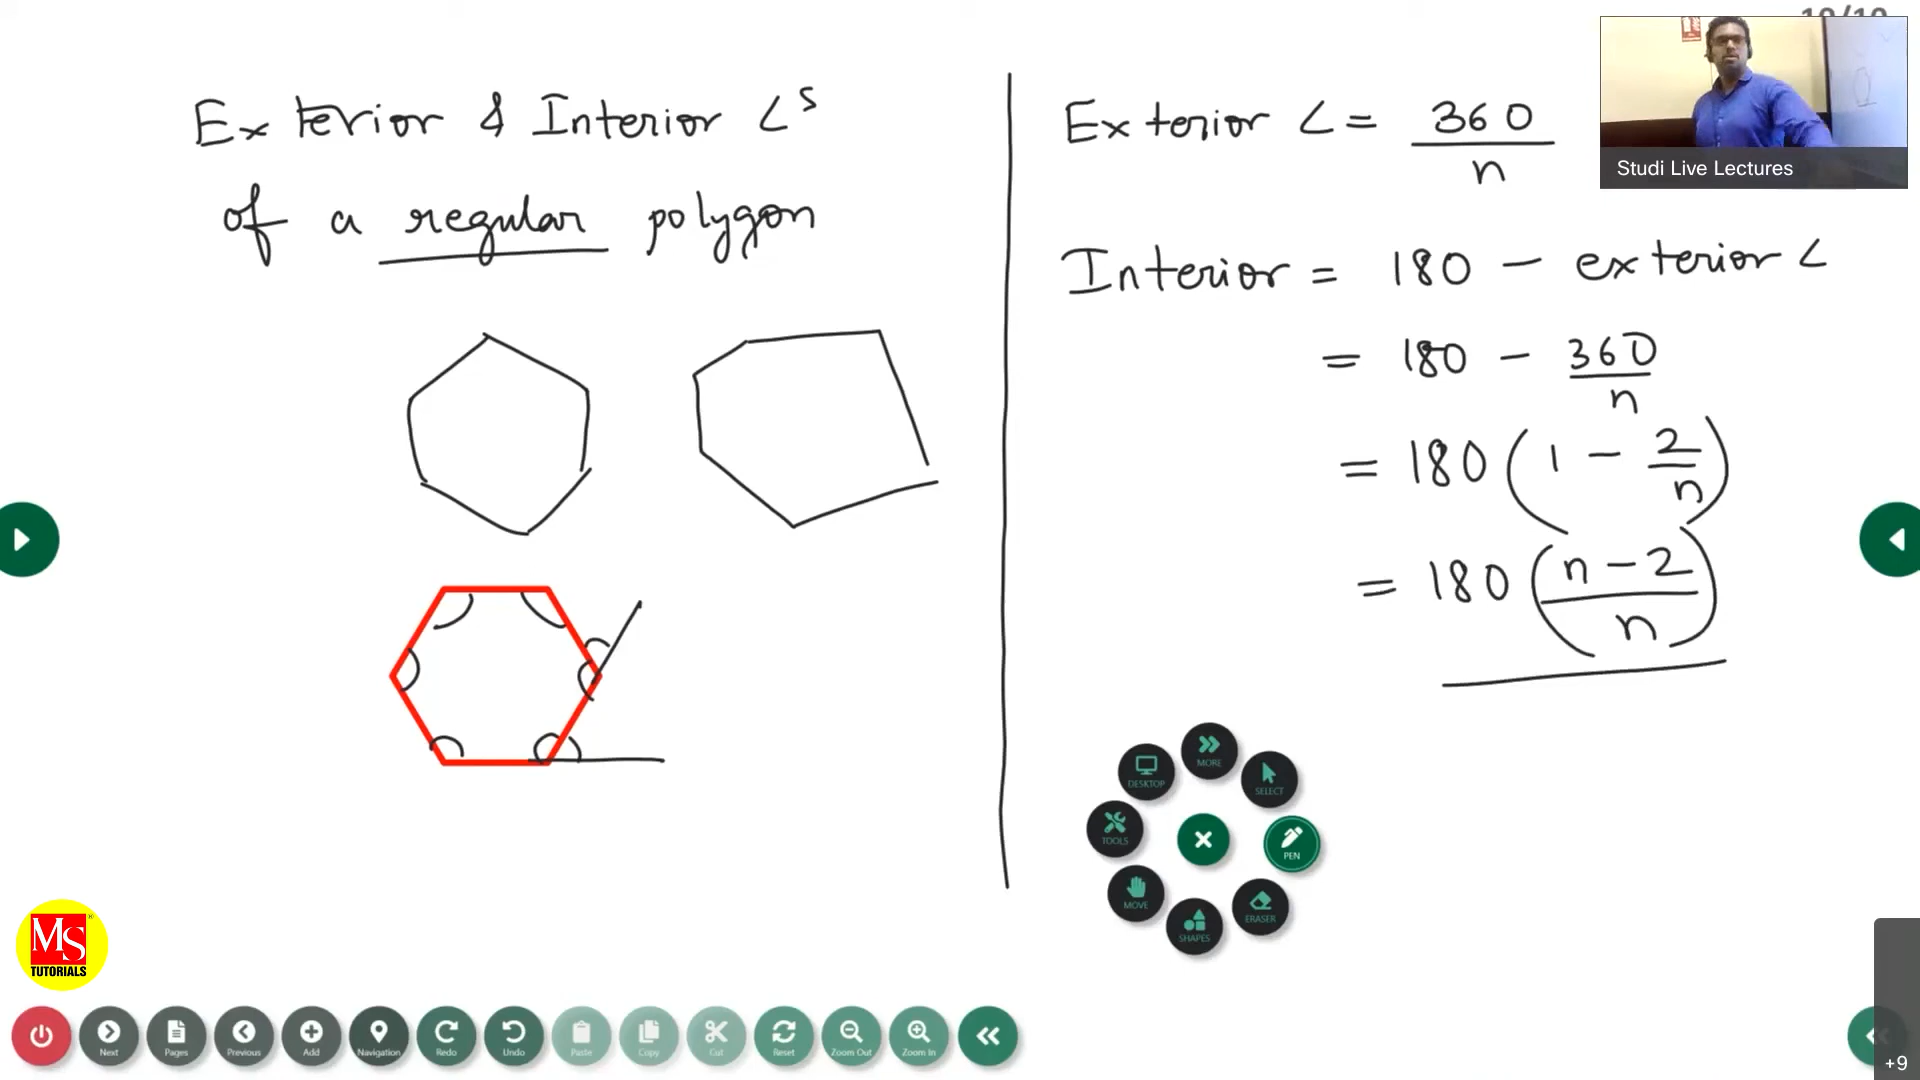 Exterior & Interior ∠s
of a regular polygon
Exterior ∠ = 360/n
Interior = 180 − exterior ∠
= 180 − 360/n
= 180 (1 − 2/n)
= 180 (n − 2/n)
Studi Live Lectures
MORE
DESKTOP
SELECT
TOOLS
PEN
MOVE
ERASER
SHAPES
MS
TUTORIALS
Next
Pages
Previous
Add
Navigation
Redo
Undo
Paste
Copy
Cut
Reset
Zoom Out
Zoom In
+9